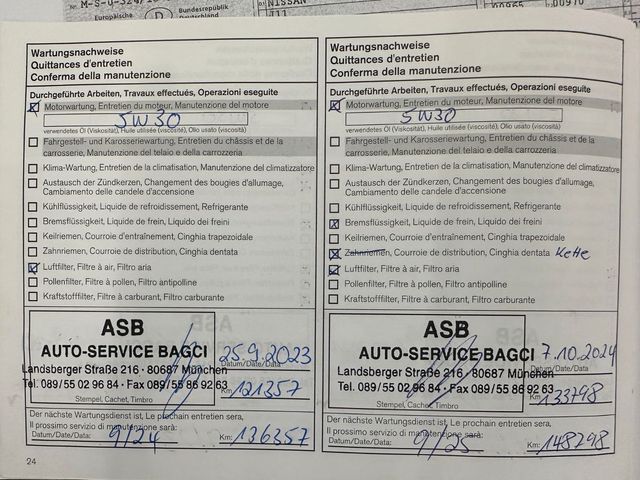 Nr. M-S-U-324/18
Europäische
D
Bundesrepublik
Deutschland
NISSAN
J11
Wartungsnachweise
Quittances d'entretien
Conferma della manutenzione
Durchgeführte Arbeiten, Travaux effectués, Operazioni eseguite
Motorwartung, Entretien du moteur, Manutenzione del motore
5W30
verwendetes Öl (Viskosität), Huile utilisée (viscosité), Olio usato (viscosità)
Fahrgestell- und Karosseriewartung, Entretien du châssis et de la
carrosserie, Manutenzione del telaio e della carrozzeria
Klima-Wartung, Entretien de la climatisation, Manutenzione del climatizzatore
Austausch der Zündkerzen, Changement des bougies d'allumage,
Cambiamento delle candele d'accensione
Kühlflüssigkeit, Liquide de refroidissement, Refrigerante
Bremsflüssigkeit, Liquide de frein, Liquido dei freini
Keilriemen, Courroie d'entraînement, Cinghia trapezoidale
Zahnriemen, Courroie de distribution, Cinghia dentata
Luftfilter, Filtre à air, Filtro aria
Pollenfilter, Filtre à pollen, Filtro antipolline
Kraftstofffilter, Filtre à carburant, Filtro carburante
ASB
AUTO-SERVICE BAGCI
Landsberger Straße 216 · 80687 München
Tel. 089/55 02 96 84 · Fax 089/55 86 92 63
Stempel, Cachet, Timbro
25.9.2023
Datum/Date/Data:
Km: 121357
Der nächste Wartungsdienst ist, Le prochain entretien sera,
Il prossimo servizio di manutenzione sarà:
Datum/Date/Data: 9/24 Km: 136357
24
Wartungsnachweise
Quittances d'entretien
Conferma della manutenzione
Durchgeführte Arbeiten, Travaux effectués, Operazioni eseguite
Motorwartung, Entretien du moteur, Manutenzione del motore
5W30
verwendetes Öl (Viskosität), Huile utilisée (viscosité), Olio usato (viscosità)
Fahrgestell- und Karosseriewartung, Entretien du châssis et de la
carrosserie, Manutenzione del telaio e della carrozzeria
Klima-Wartung, Entretien de la climatisation, Manutenzione del climatizzatore
Austausch der Zündkerzen, Changement des bougies d'allumage,
Cambiamento delle candele d'accensione
Kühlflüssigkeit, Liquide de refroidissement, Refrigerante
Bremsflüssigkeit, Liquide de frein, Liquido dei freini
Keilriemen, Courroie d'entraînement, Cinghia trapezoidale
Zahnriemen, Courroie de distribution, Cinghia dentata Kette
Luftfilter, Filtre à air, Filtro aria
Pollenfilter, Filtre à pollen, Filtro antipolline
Kraftstofffilter, Filtre à carburant, Filtro carburante
ASB
AUTO-SERVICE BAGCI
Landsberger Straße 216 · 80687 München
Tel. 089/55 02 96 84 · Fax 089/55 86 92 63
Stempel, Cachet, Timbro
7.10.2024
Datum/Date/Data:
Km: 133798
Der nächste Wartungsdienst ist, Le prochain entretien sera,
Il prossimo servizio di manutenzione sarà:
Datum/Date/Data: 9/25 Km: 148798